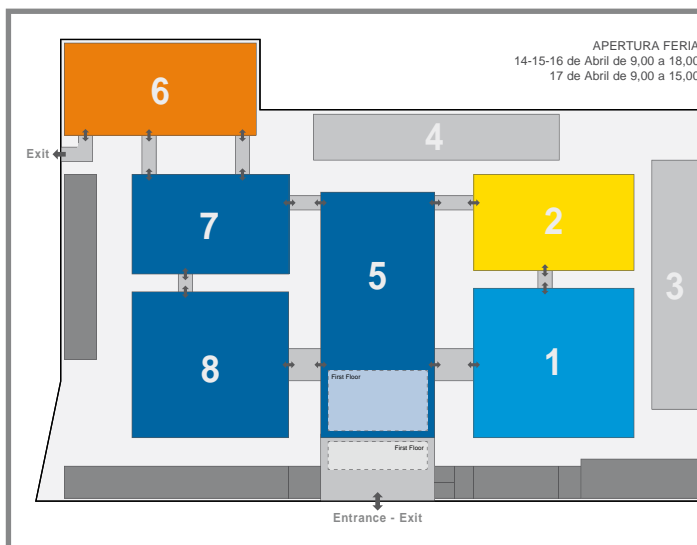 APERTURA FERIA
14-15-16 de Abril de 9,00 a 18,00
17 de Abril de 9,00 a 15,00
6
4
Exit
7
2
5
3
8
1
First Floor
First Floor
Entrance - Exit